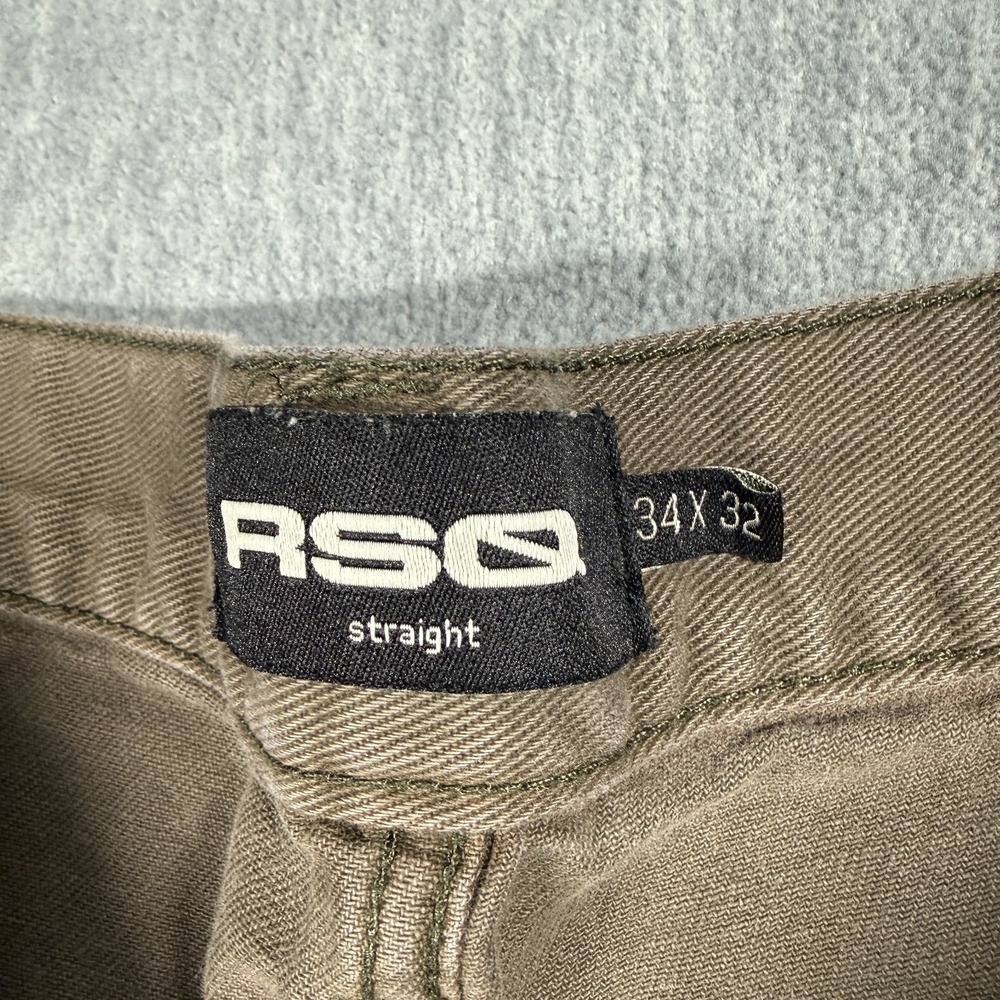 RSQ
straight
34 X 32